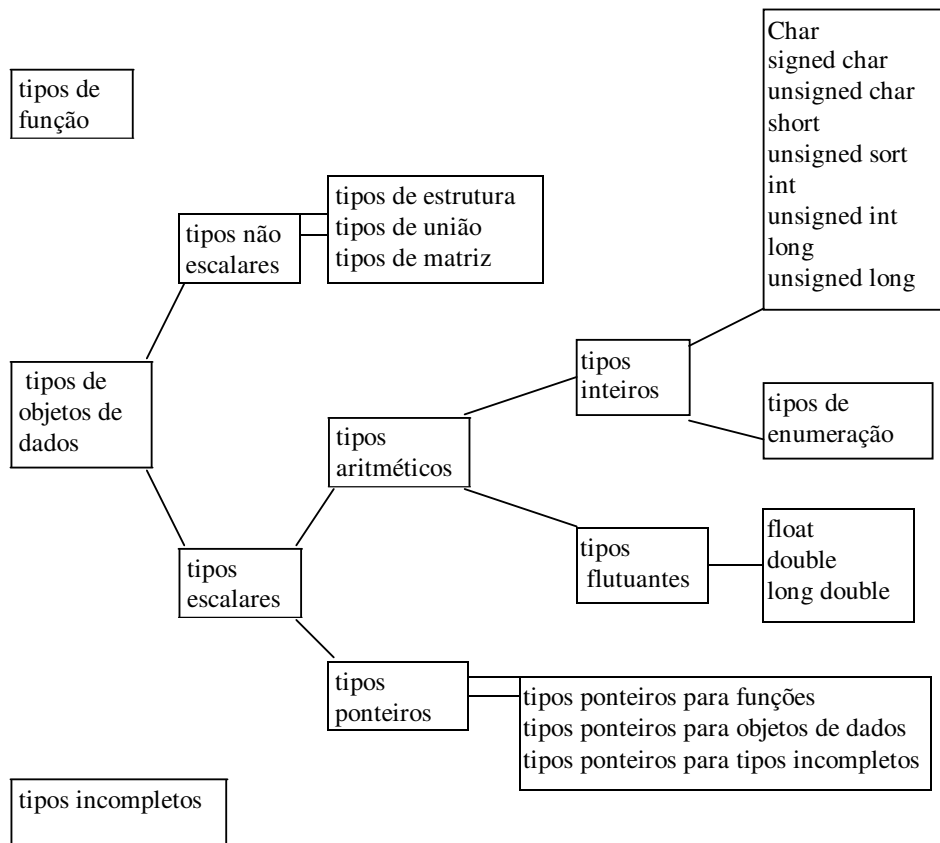 Char
signed char
unsigned char
short
unsigned sort
int
unsigned int
long
unsigned long
tipos de
função
tipos de estrutura
tipos de união
tipos de matriz
tipos não
escalares
tipos
inteiros
tipos de
objetos de
dados
tipos de
enumeração
tipos
aritméticos
float
double
long double
tipos
flutuantes
tipos
escalares
tipos
ponteiros
tipos ponteiros para funções
tipos ponteiros para objetos de dados
tipos ponteiros para tipos incompletos
tipos incompletos